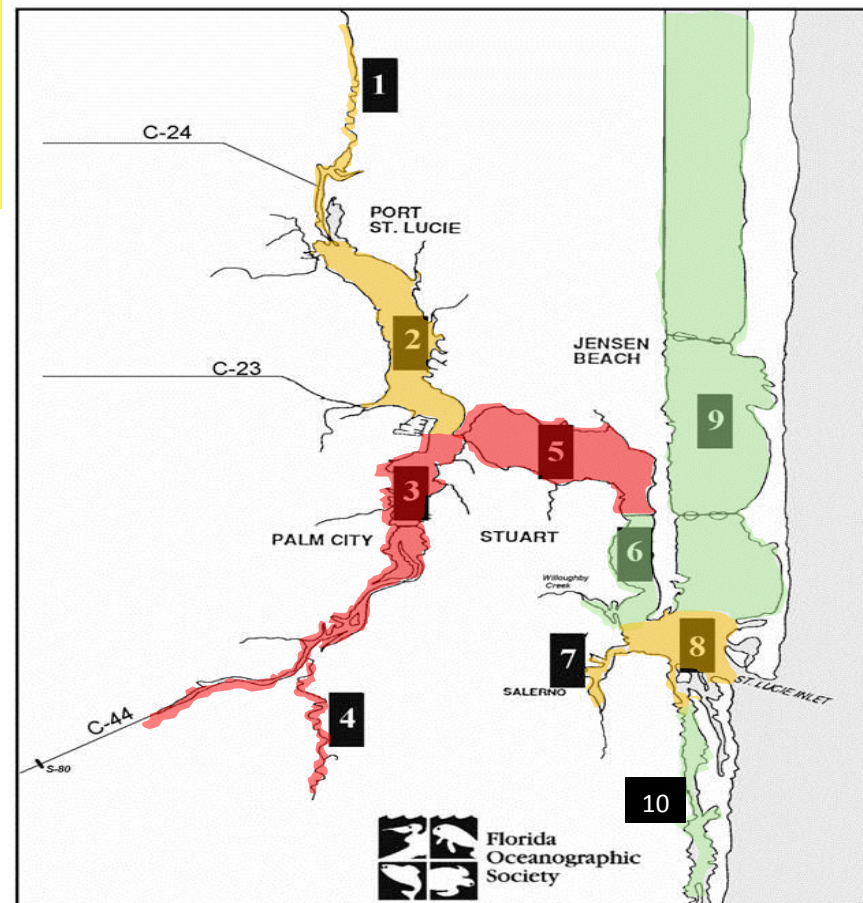 1
C-24
PORT
ST. LUCIE
2
JENSEN
BEACH
C-23
9
5
3
PALM CITY
STUART
6
Willoughby
Creek
7
8
SALERNO
ST. LUCIE INLET
4
C-44
S-80
10
Florida
Oceanographic
Society